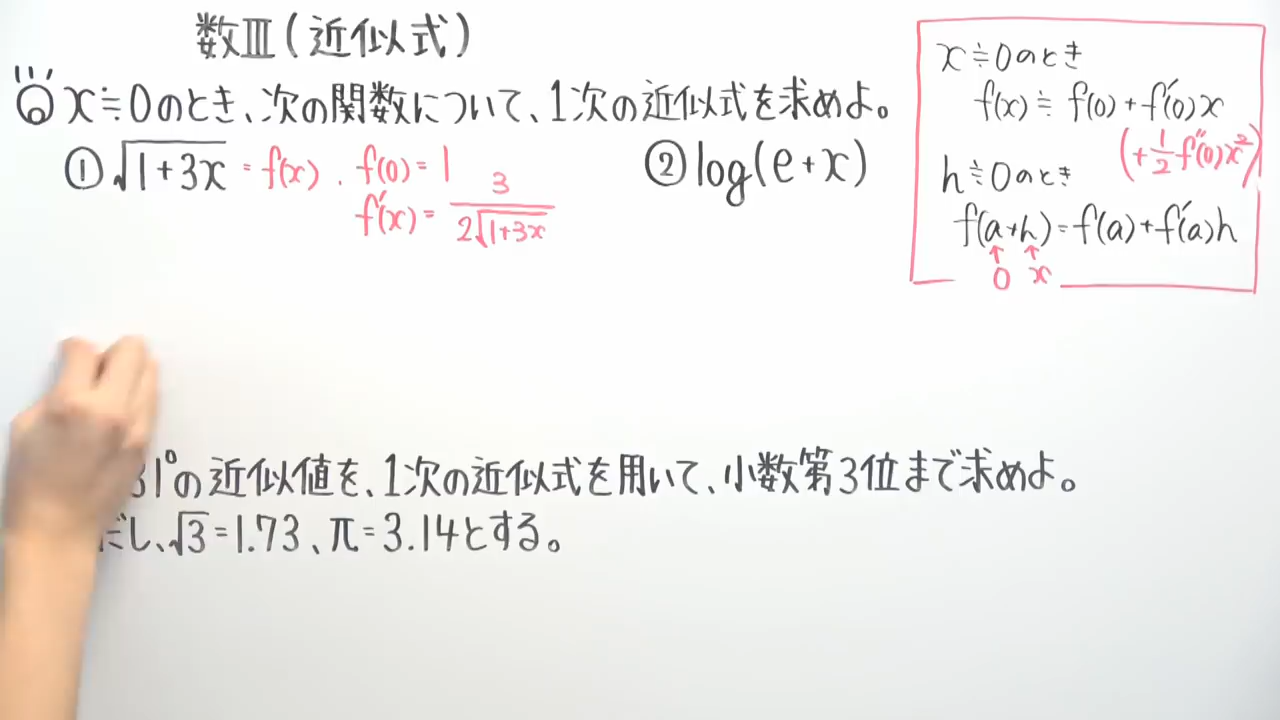 数Ⅲ(近似式)
x≒0のとき、次の関数について、1次の近似式を求めよ。
① √1+3x = f(x). f(0)=1
f'(x)= 3/2√1+3x
② log(e+x)
x≒0のとき
f(x)≒f(0)+f'(0)x
(+1/2 f''(0)x²)
h≒0のとき
f(a+h)=f(a)+f'(a)h
↑ ↑
0 x
31°の近似値を、1次の近似式を用いて、小数第3位まで求めよ。
だし、√3=1.73、π=3.14とする。